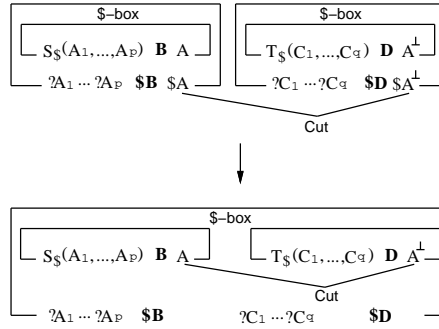 $-box $-box
S$(A1,...,Ap) B A T$(C1,...,Cq) D A⊥
?A1 ... ?Ap $B $A ?C1 ... ?Cq $D $A⊥
Cut
$-box
S$(A1,...,Ap) B A T$(C1,...,Cq) D A⊥
Cut
?A1 ... ?Ap $B ?C1 ... ?Cq $D